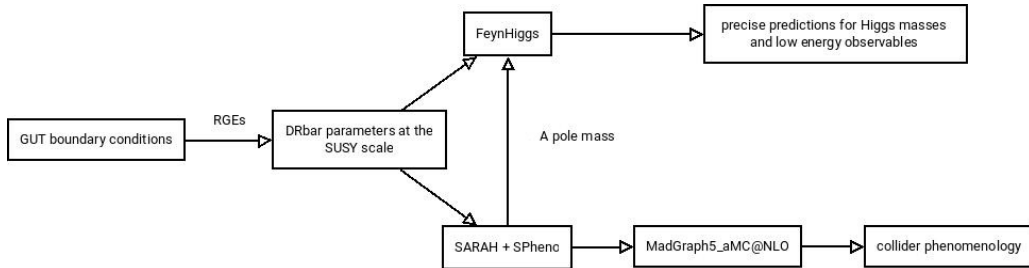 FeynHiggs
precise predictions for Higgs masses
and low energy observables
GUT boundary conditions
RGEs
DRbar parameters at the
SUSY scale
A pole mass
SARAH + SPheno
MadGraph5_aMC@NLO
collider phenomenology